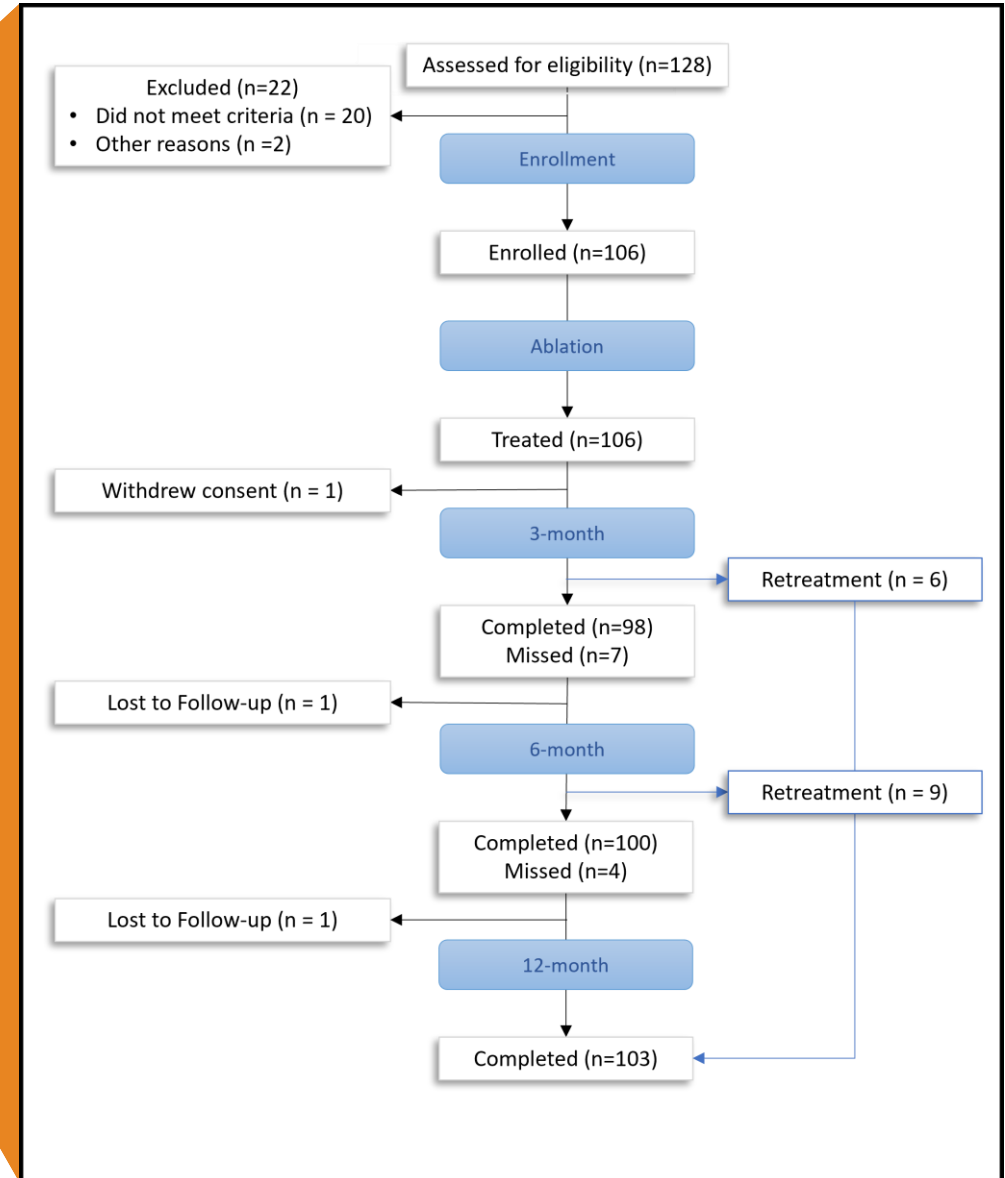 Assessed for eligibility (n=128)
Excluded (n=22)
• Did not meet criteria (n = 20)
• Other reasons (n =2)
Enrollment
Enrolled (n=106)
Ablation
Treated (n=106)
Withdrew consent (n = 1)
3-month
Retreatment (n = 6)
Completed (n=98)
Missed (n=7)
Lost to Follow-up (n = 1)
6-month
Retreatment (n = 9)
Completed (n=100)
Missed (n=4)
Lost to Follow-up (n = 1)
12-month
Completed (n=103)